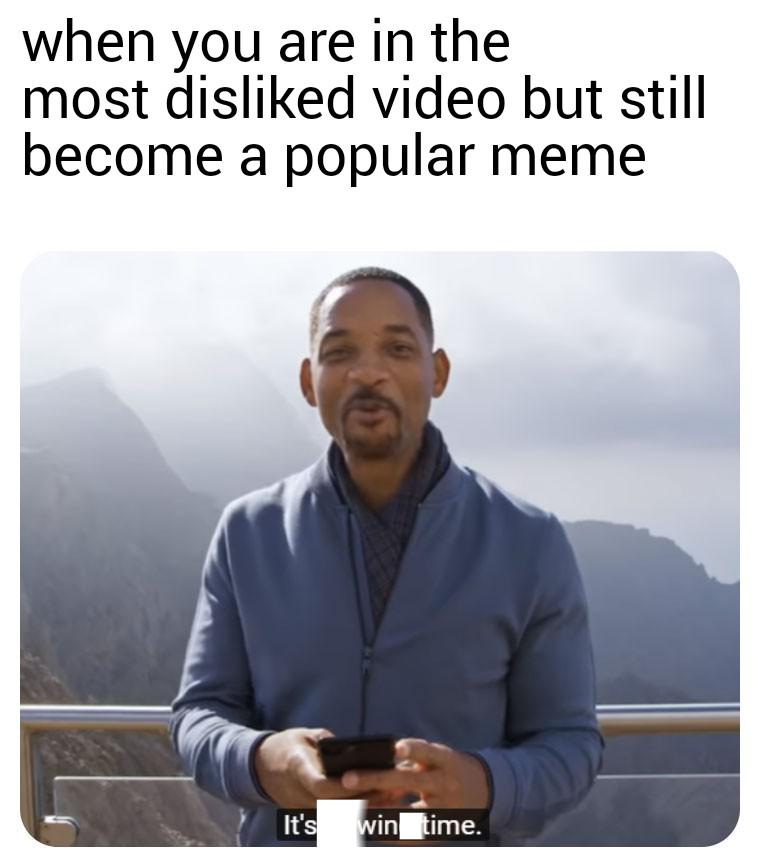 when you are in the
most disliked video but still
become a popular meme
It's win time.